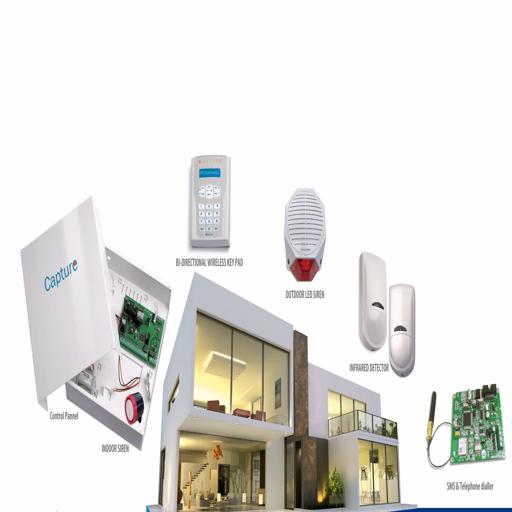 BI-DIRECTIONAL WIRELESS KEY PAD
OUTDOOR LED SIREN
Capture
INFRARED DETECTOR
Control Pannel
INDOOR SIREN
SMS & Telephone dialler